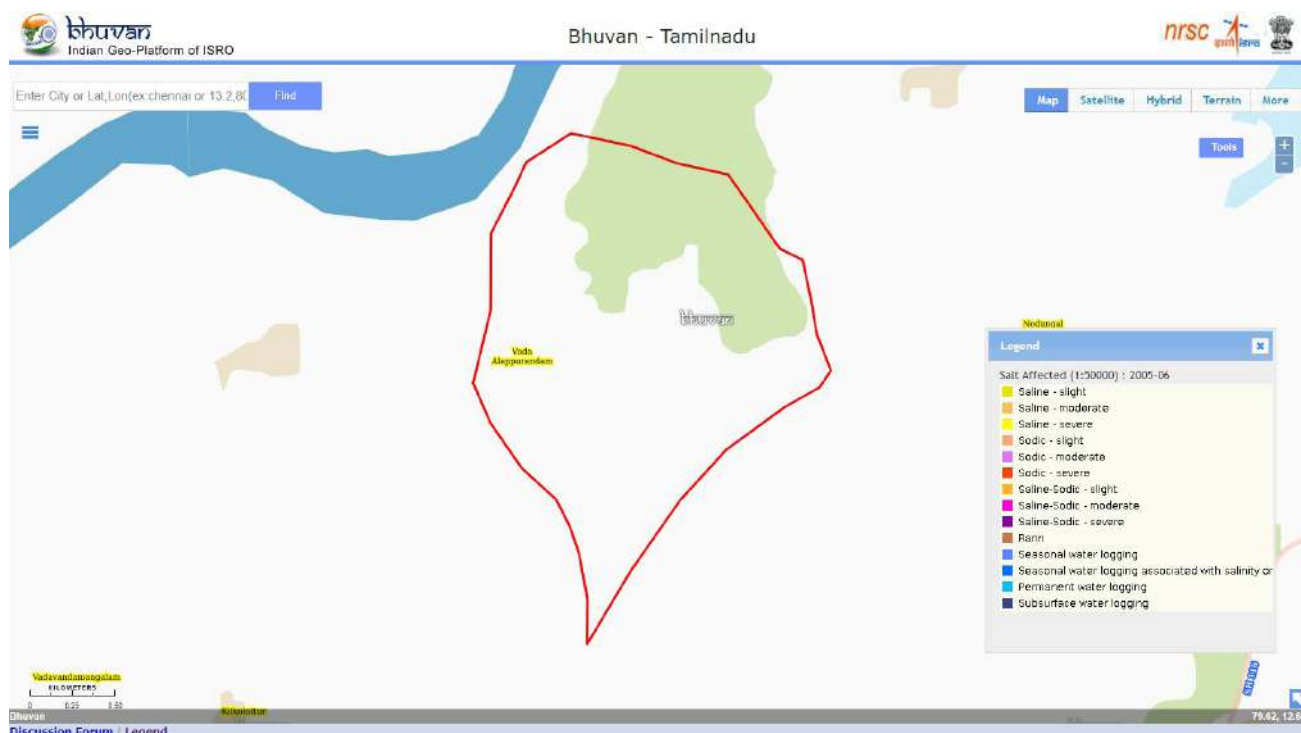 bhuvan
Indian Geo-Platform of ISRO
Bhuvan - Tamilnadu
nrsc
Enter City or Lat,Lon(ex:chennai or 13.2,80
Find
Map Satellite Hybrid Terrain More
Tools
+
-
bhuvan
Vada
Nedungal
Legend
x
Salt Affected (1:50000) : 2005-06
Saline - slight
Saline - moderate
Saline - severe
Sodic - slight
Sodic - moderate
Sodic - severe
Saline-Sodic - slight
Saline-Sodic - moderate
Saline-Sodic - severe
Rann
Seasonal water logging
Seasonal water logging associated with salinity or
Permanent water logging
Subsurface water logging
Vadavandamangalam
KILOMETERS
0 0.25 0.50
Bhuvan
79.62, 12.6
Discussion Forum | Legend